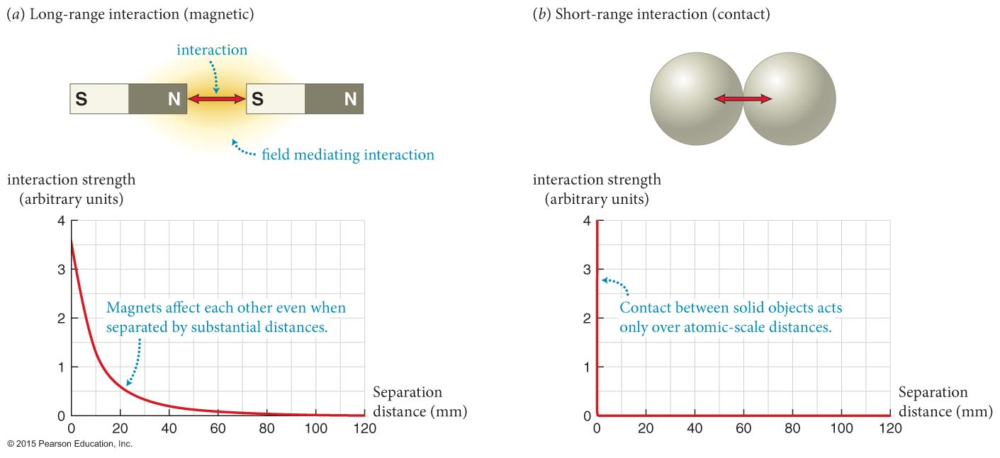 (a) Long-range interaction (magnetic)
interaction
S N S N
field mediating interaction
interaction strength
(arbitrary units)
4
3
2
1
0
Magnets affect each other even when
separated by substantial distances.
0 20 40 60 80 100 120
Separation
distance (mm)
© 2015 Pearson Education, Inc.
(b) Short-range interaction (contact)
interaction strength
(arbitrary units)
4
3
2
1
0
Contact between solid objects acts
only over atomic-scale distances.
0 20 40 60 80 100 120
Separation
distance (mm)